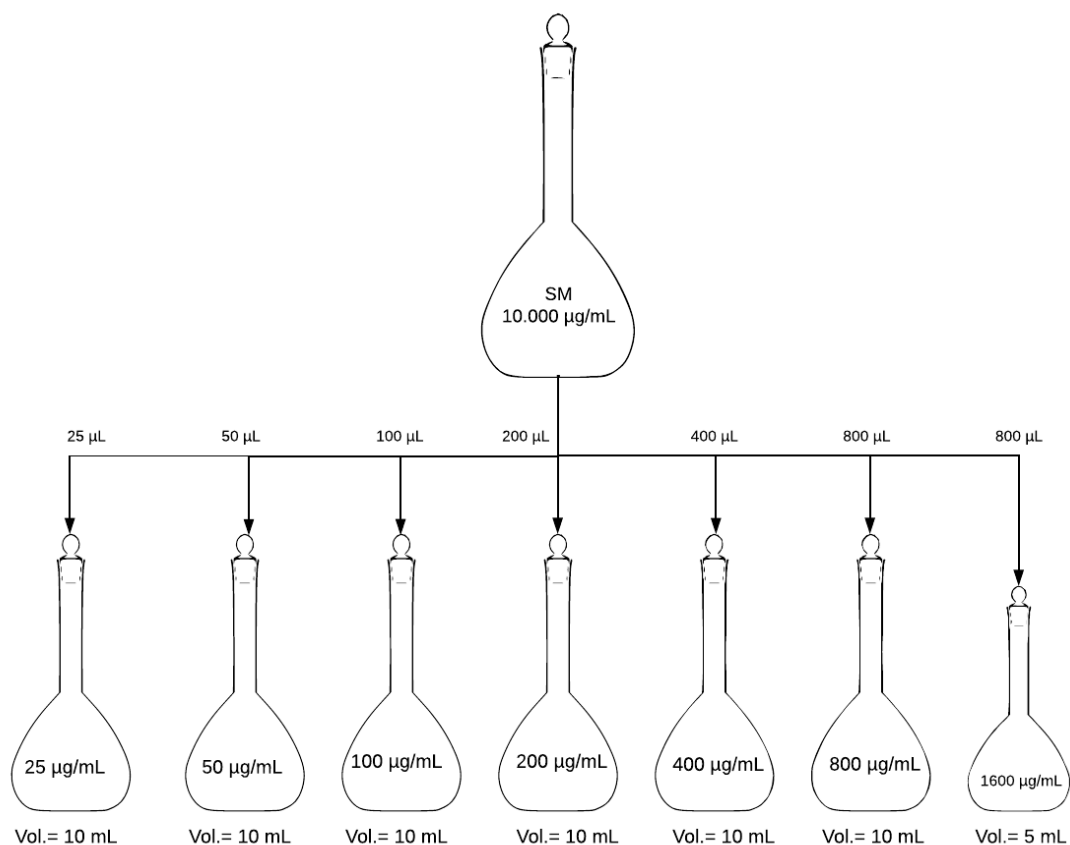 SM
10.000 µg/mL
25 µL 50 µL 100 µL 200 µL 400 µL 800 µL 800 µL
25 µg/mL 50 µg/mL 100 µg/mL 200 µg/mL 400 µg/mL 800 µg/mL 1600 µg/mL
Vol.= 10 mL Vol.= 10 mL Vol.= 10 mL Vol.= 10 mL Vol.= 10 mL Vol.= 10 mL Vol.= 5 mL